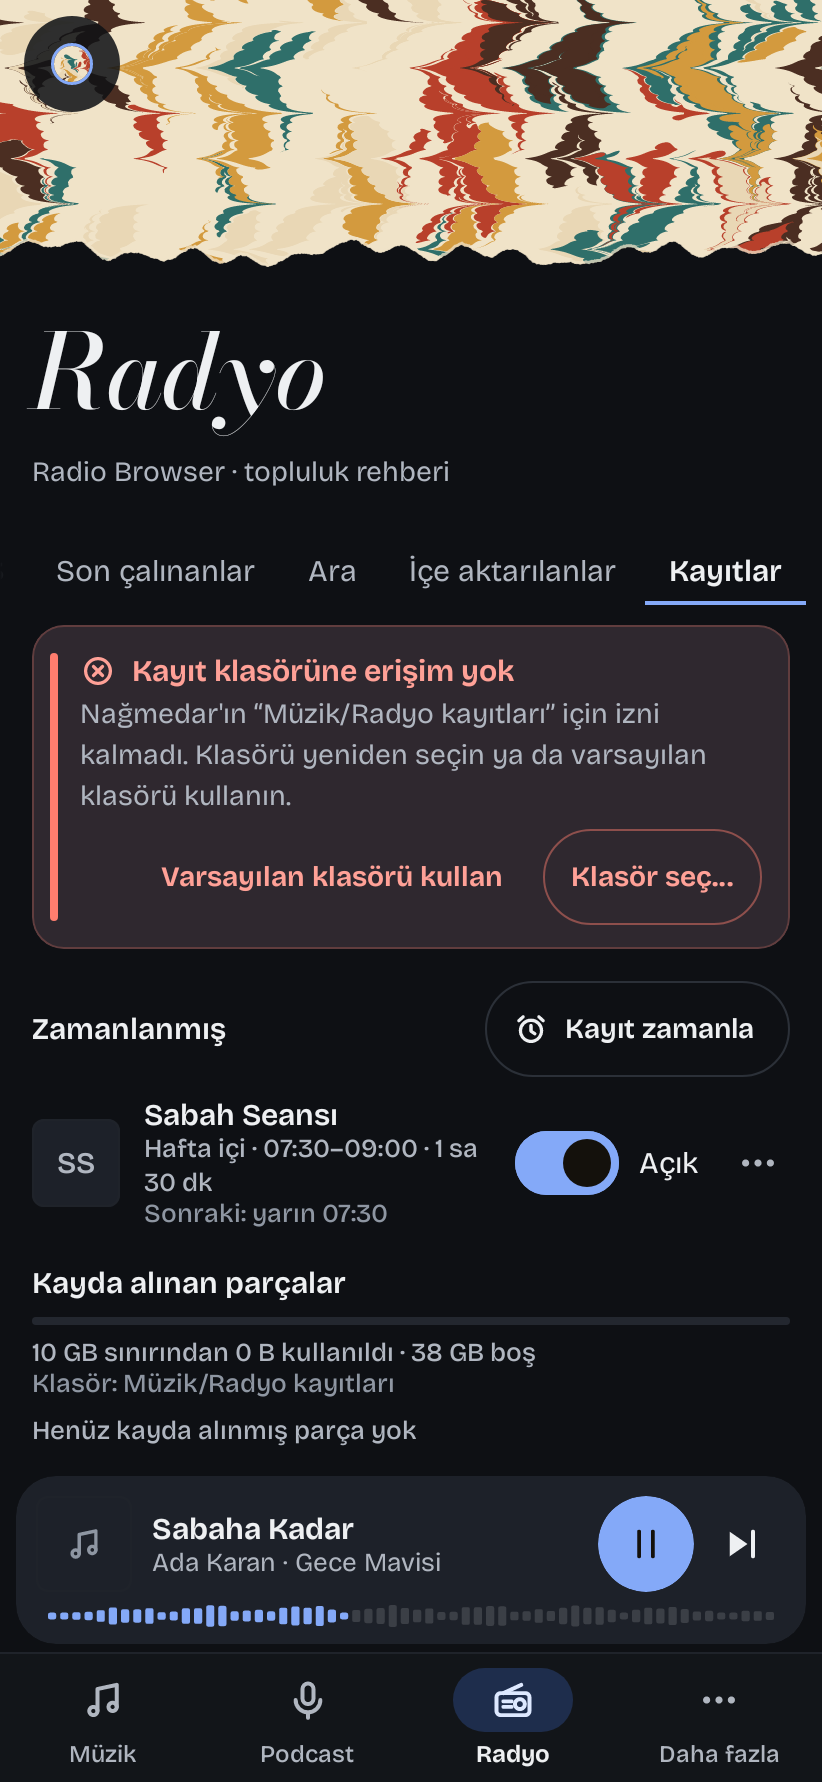 Radyo
Radio Browser · topluluk rehberi
Son çalınanlar
Ara
İçe aktarılanlar
Kayıtlar
Kayıt klasörüne erişim yok
Nağmedar'ın “Müzik/Radyo kayıtları” için izni
kalmadı. Klasörü yeniden seçin ya da varsayılan
klasörü kullanın.
Varsayılan klasörü kullan
Klasör seç...
Zamanlanmış
Kayıt zamanla
SS
Sabah Seansı
Hafta içi · 07:30–09:00 · 1 sa
30 dk
Sonraki: yarın 07:30
Açık
Kayda alınan parçalar
10 GB sınırından 0 B kullanıldı · 38 GB boş
Klasör: Müzik/Radyo kayıtları
Henüz kayda alınmış parça yok
Sabaha Kadar
Ada Karan · Gece Mavisi
Müzik
Podcast
Radyo
Daha fazla